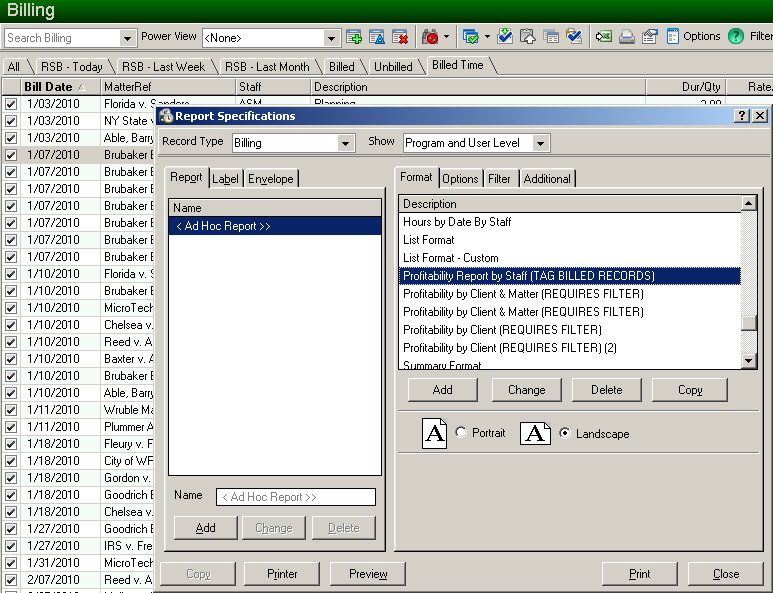 Billing
Search Billing Power View <None> Options Filter
All RSB - Today RSB - Last Week RSB - Last Month Billed Unbilled Billed Time
Bill Date MatterRef Staff Description Dur/Qty Rate
1/03/2010 Florida v. Sanders ASM Planning 2.00
1/03/2010 NY State v
1/03/2010 Able, Barry
1/07/2010 Brubaker
1/07/2010 Brubaker
1/07/2010 Brubaker
1/07/2010 Brubaker
1/07/2010 Brubaker
1/07/2010 Brubaker
1/07/2010 Brubaker
1/10/2010 Florida v. S
1/10/2010 Brubaker
1/10/2010 MicroTech
1/10/2010 Chelsea v.
1/10/2010 Reed v. A
1/10/2010 Baxter v. A
1/10/2010 Brubaker
1/10/2010 Able, Barry
1/11/2010 Wruble Ma
1/11/2010 Plummer A
1/18/2010 Fleury v. F
1/18/2010 City of WF
1/18/2010 Gordon v.
1/18/2010 Goodrich
1/18/2010 Chelsea v.
1/27/2010 Goodrich
1/27/2010 IRS v. Fre
1/31/2010 MicroTech
2/07/2010 Reed v. A
Report Specifications
Record Type Billing Show Program and User Level
Report Label Envelope
Name
< Ad Hoc Report >>
Name < Ad Hoc Report >>
Add Change Delete
Format Options Filter Additional
Description
Hours by Date By Staff
List Format
List Format - Custom
Profitability Report by Staff (TAG BILLED RECORDS)
Profitability by Client & Matter (REQUIRES FILTER)
Profitability by Client & Matter (REQUIRES FILTER)
Profitability by Client (REQUIRES FILTER)
Profitability by Client (REQUIRES FILTER) (2)
Summary Format
Add Change Delete Copy
A Portrait A Landscape
Copy Printer Preview Print Close